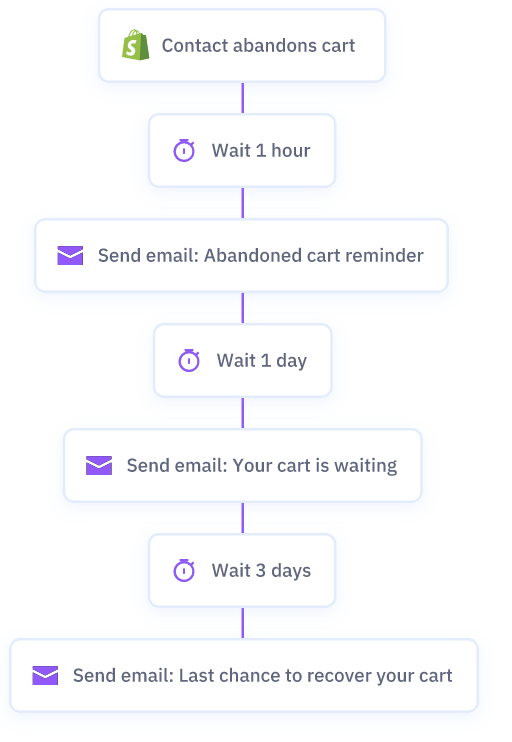 Contact abandons cart
Wait 1 hour
Send email: Abandoned cart reminder
Wait 1 day
Send email: Your cart is waiting
Wait 3 days
Send email: Last chance to recover your cart